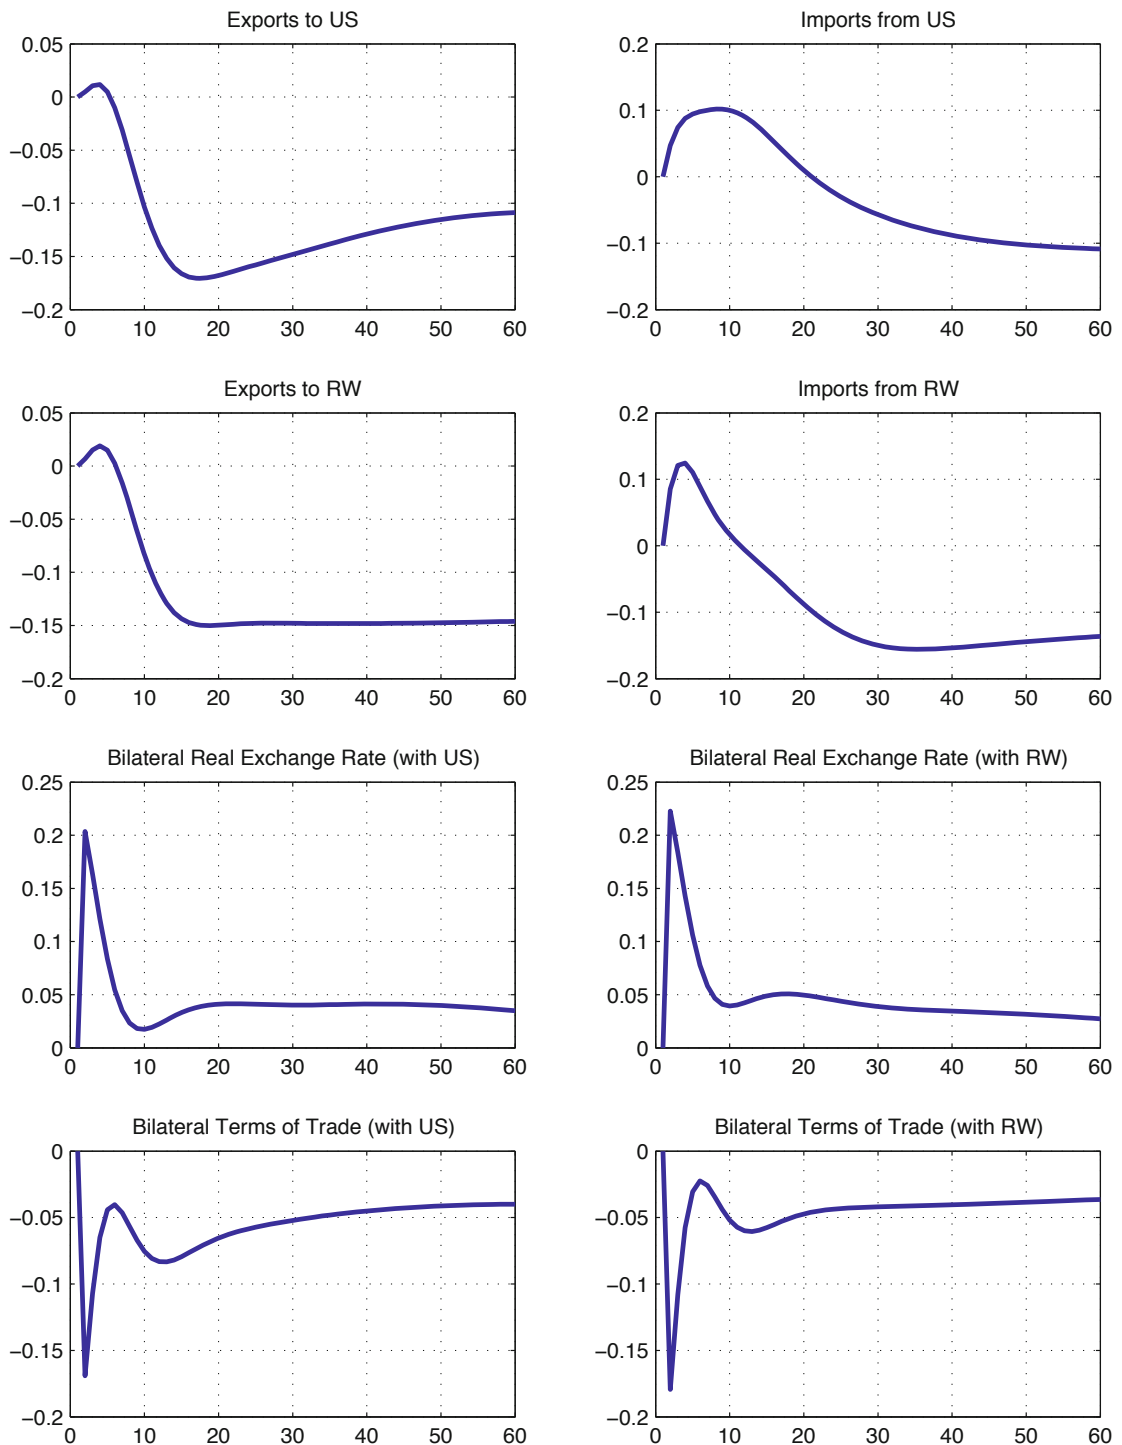 Exports to US
0.05
0
−0.05
−0.1
−0.15
−0.2
0 10 20 30 40 50 60
Imports from US
0.2
0.1
0
−0.1
−0.2
0 10 20 30 40 50 60
Exports to RW
0.05
0
−0.05
−0.1
−0.15
−0.2
0 10 20 30 40 50 60
Imports from RW
0.2
0.1
0
−0.1
−0.2
0 10 20 30 40 50 60
Bilateral Real Exchange Rate (with US)
0.25
0.2
0.15
0.1
0.05
0
0 10 20 30 40 50 60
Bilateral Real Exchange Rate (with RW)
0.25
0.2
0.15
0.1
0.05
0
0 10 20 30 40 50 60
Bilateral Terms of Trade (with US)
0
−0.05
−0.1
−0.15
−0.2
0 10 20 30 40 50 60
Bilateral Terms of Trade (with RW)
0
−0.05
−0.1
−0.15
−0.2
0 10 20 30 40 50 60